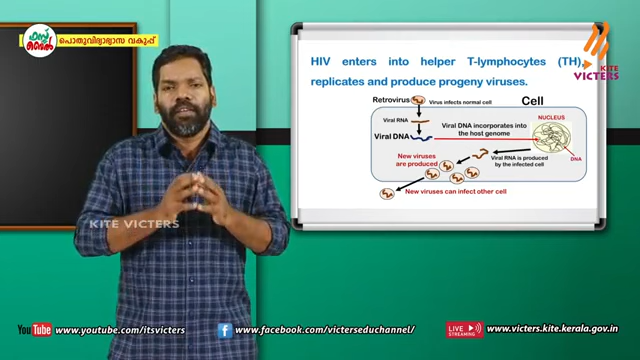 ഫസ്റ്റ് ബെൽ
പൊതുവിദ്യാഭ്യാസ വകുപ്പ്
KITE
VICTERS
HIV enters into helper T-lymphocytes (TH),
replicates and produce progeny viruses.
Retrovirus
Virus infects normal cell
Cell
Viral RNA
Viral DNA
Viral DNA incorporates into
the host genome
NUCLEUS
DNA
New viruses
are produced
Viral RNA is produced
by the infected cell
New viruses can infect other cell
KITE VICTERS
YouTube www.youtube.com/itsvicters
f www.facebook.com/victerseduchannel/
LIVE STREAMING www.victers.kite.kerala.gov.in